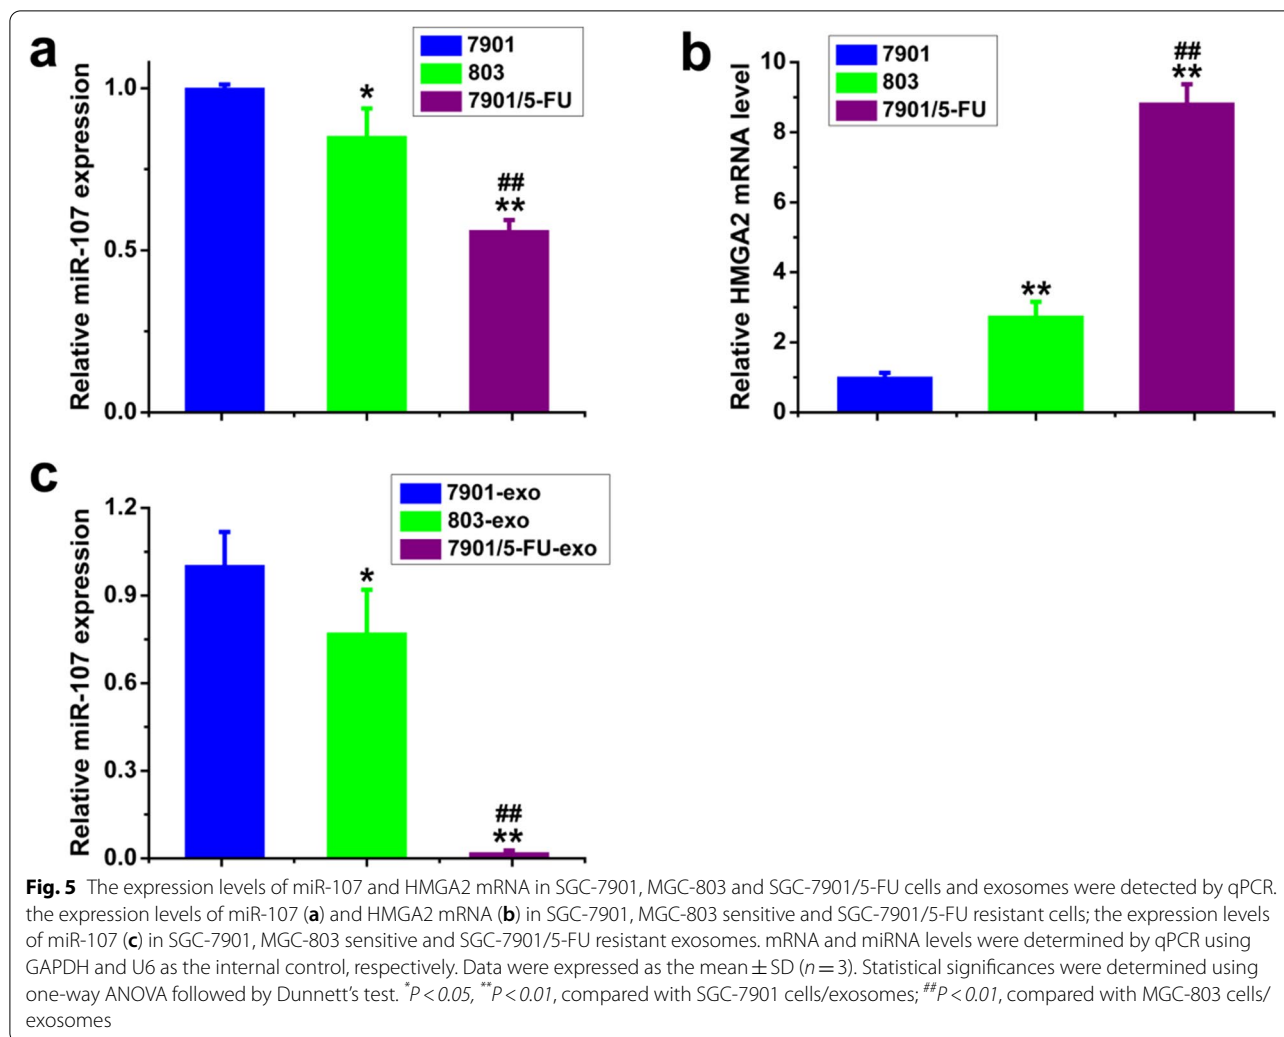 a
7901
803
7901/5-FU
Relative miR-107 expression
1.0
0.5
0.0
*
##
**
b
7901
803
7901/5-FU
Relative HMGA2 mRNA level
10
8
6
4
2
0
**
##
**
c
7901-exo
803-exo
7901/5-FU-exo
Relative miR-107 expression
1.2
0.9
0.6
0.3
0.0
*
##
**
Fig. 5 The expression levels of miR-107 and HMGA2 mRNA in SGC-7901, MGC-803 and SGC-7901/5-FU cells and exosomes were detected by qPCR.
the expression levels of miR-107 (a) and HMGA2 mRNA (b) in SGC-7901, MGC-803 sensitive and SGC-7901/5-FU resistant cells; the expression levels
of miR-107 (c) in SGC-7901, MGC-803 sensitive and SGC-7901/5-FU resistant exosomes. mRNA and miRNA levels were determined by qPCR using
GAPDH and U6 as the internal control, respectively. Data were expressed as the mean ± SD (n = 3). Statistical significances were determined using
one-way ANOVA followed by Dunnett's test. *P < 0.05, **P < 0.01, compared with SGC-7901 cells/exosomes; ##P < 0.01, compared with MGC-803 cells/
exosomes